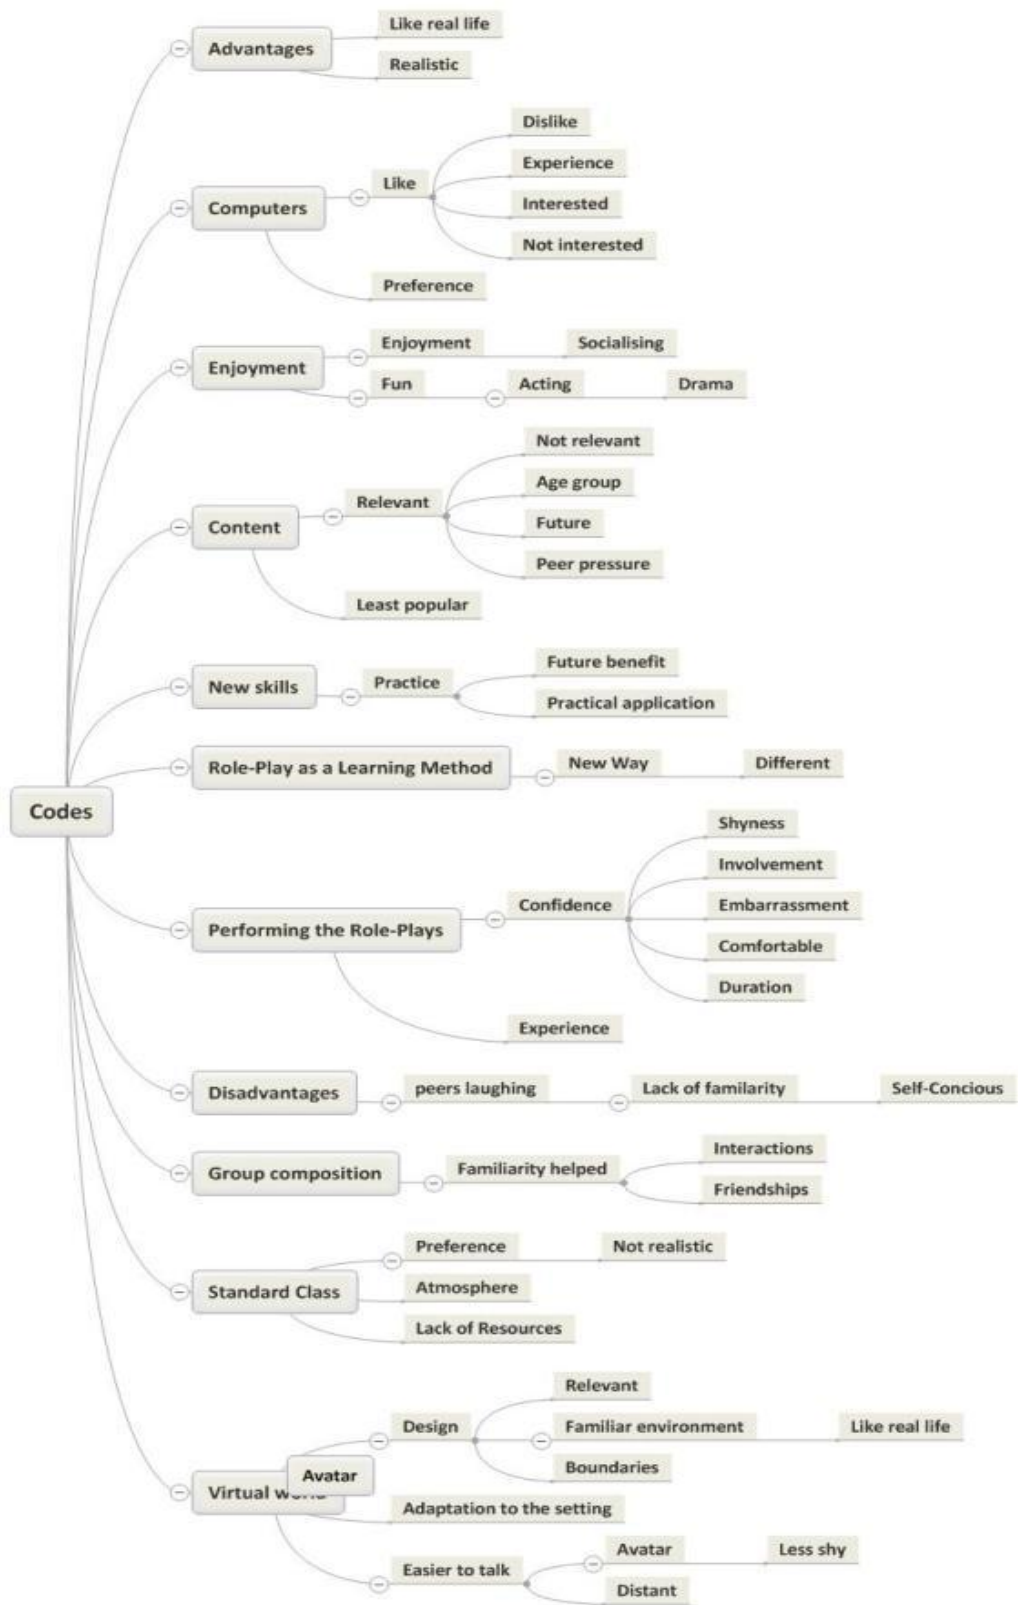 Codes
Advantages
Like real life
Realistic
Computers
Like
Dislike
Experience
Interested
Not interested
Preference
Enjoyment
Enjoyment
Socialising
Fun
Acting
Drama
Content
Relevant
Not relevant
Age group
Future
Peer pressure
Least popular
New skills
Practice
Future benefit
Practical application
Role-Play as a Learning Method
New Way
Different
Performing the Role-Plays
Confidence
Shyness
Involvement
Embarrassment
Comfortable
Duration
Experience
Disadvantages
peers laughing
Lack of familarity
Self-Concious
Group composition
Familiarity helped
Interactions
Friendships
Standard Class
Preference
Not realistic
Atmosphere
Lack of Resources
Virtual world
Avatar
Design
Relevant
Familiar environment
Like real life
Boundaries
Adaptation to the setting
Easier to talk
Avatar
Less shy
Distant